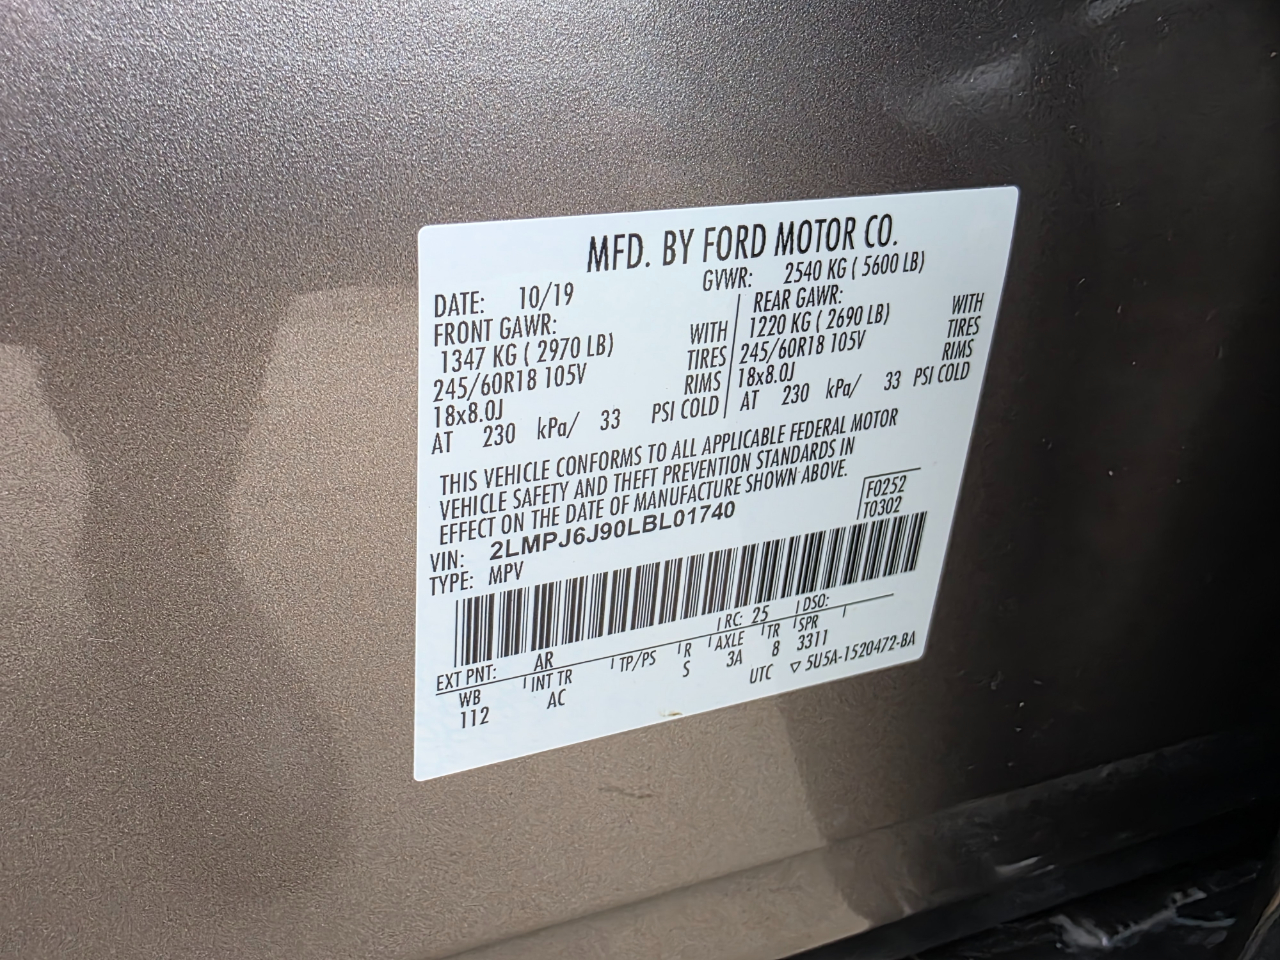 MFD. BY FORD MOTOR CO.
DATE: 10/19 GVWR: 2540 KG ( 5600 LB)
FRONT GAWR:
1347 KG ( 2970 LB) WITH
245/60R18 105V TIRES
18x8.0J RIMS
AT 230 kPa/ 33 PSI COLD
REAR GAWR:
1220 KG ( 2690 LB) WITH
245/60R18 105V TIRES
18x8.0J RIMS
AT 230 kPa/ 33 PSI COLD
THIS VEHICLE CONFORMS TO ALL APPLICABLE FEDERAL MOTOR
VEHICLE SAFETY AND THEFT PREVENTION STANDARDS IN
EFFECT ON THE DATE OF MANUFACTURE SHOWN ABOVE.
F0252
T0302
VIN: 2LMPJ6J90LBL01740
TYPE: MPV
EXT PNT: AR RC: 25 DSO:
WB INT TR TP/PS R AXLE TR SPR
112 AC S 3A 8 3311
UTC ▽ 5U5A-1520472-BA